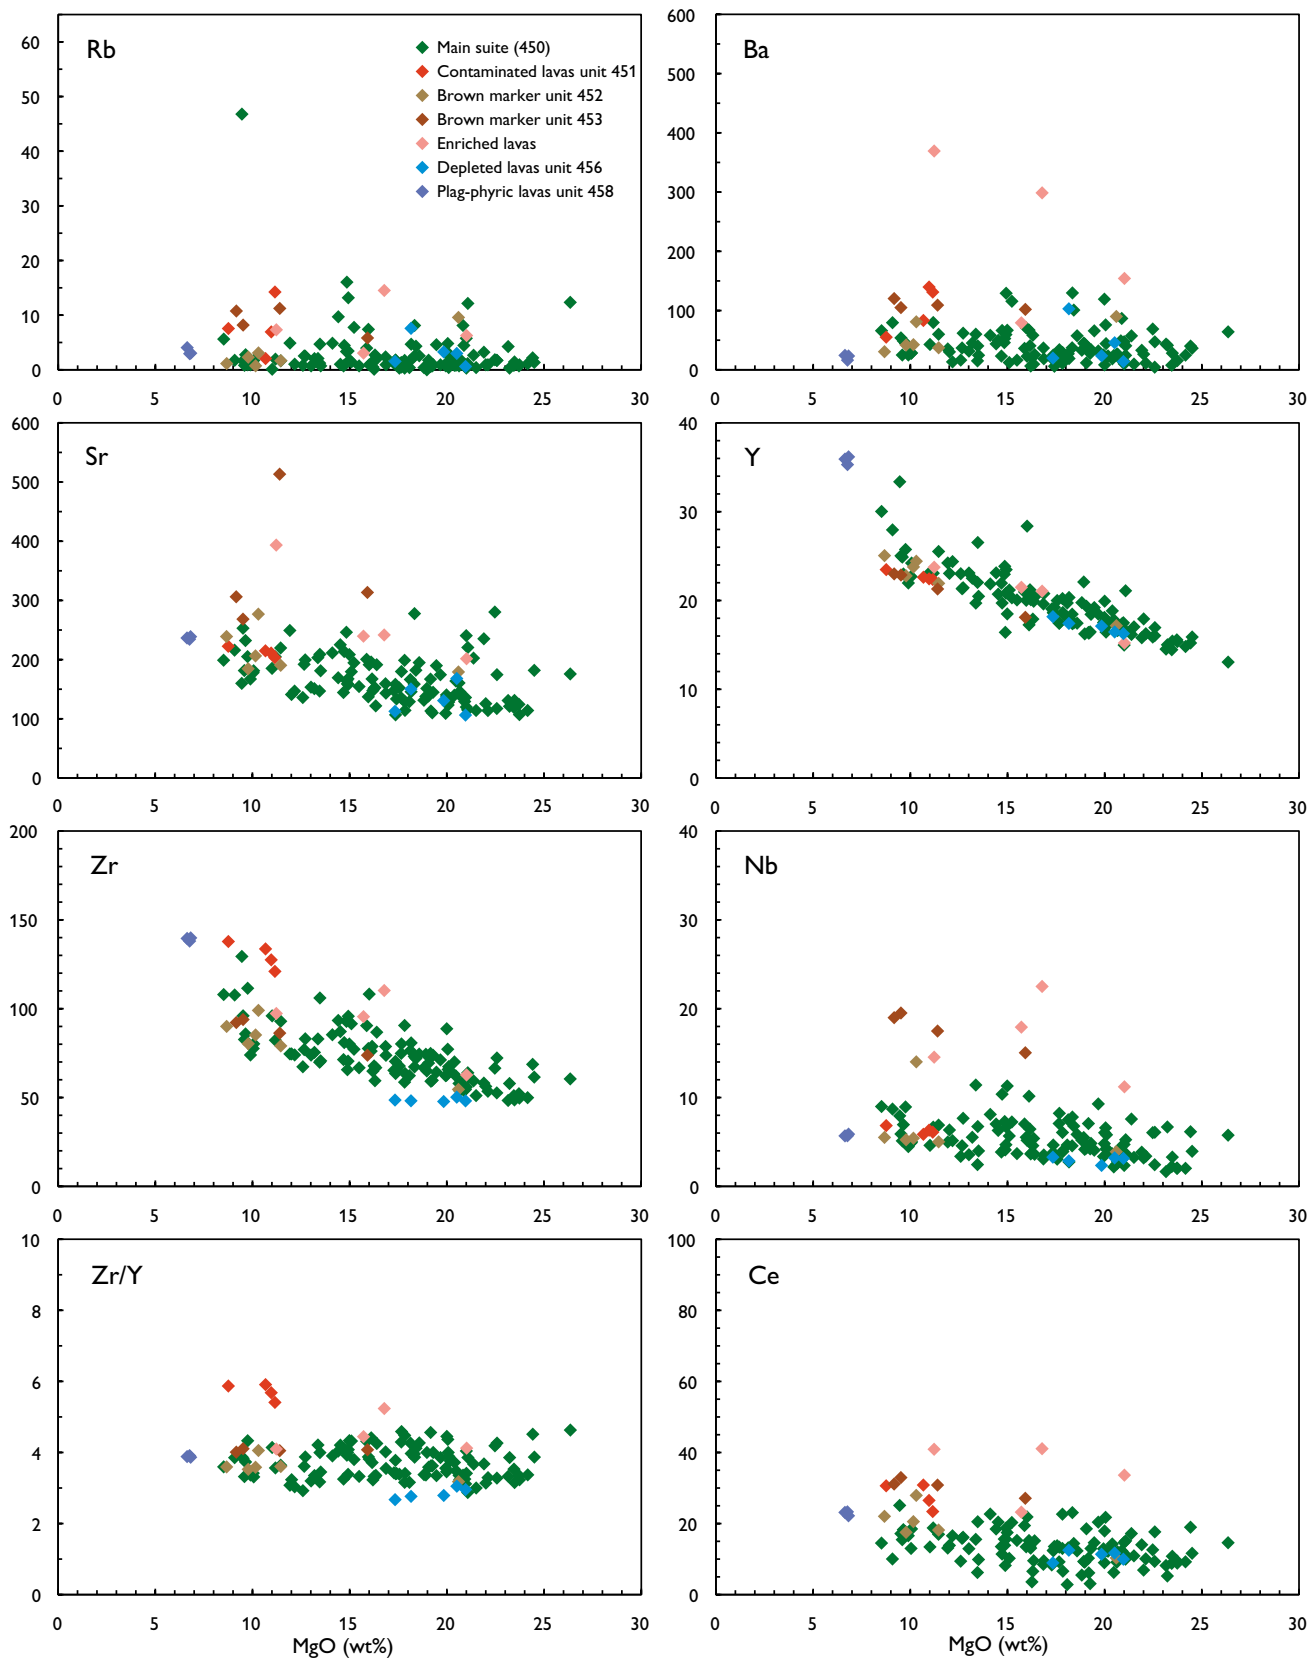 Rb
60
50
40
30
20
10
0
0 5 10 15 20 25 30
Main suite (450)
Contaminated lavas unit 451
Brown marker unit 452
Brown marker unit 453
Enriched lavas
Depleted lavas unit 456
Plag-phyric lavas unit 458
Ba
600
500
400
300
200
100
0
0 5 10 15 20 25 30
Sr
600
500
400
300
200
100
0
0 5 10 15 20 25 30
Y
40
30
20
10
0
0 5 10 15 20 25 30
Zr
200
150
100
50
0
0 5 10 15 20 25 30
Nb
40
30
20
10
0
0 5 10 15 20 25 30
Zr/Y
10
8
6
4
2
0
0 5 10 15 20 25 30
MgO (wt%)
Ce
100
80
60
40
20
0
0 5 10 15 20 25 30
MgO (wt%)